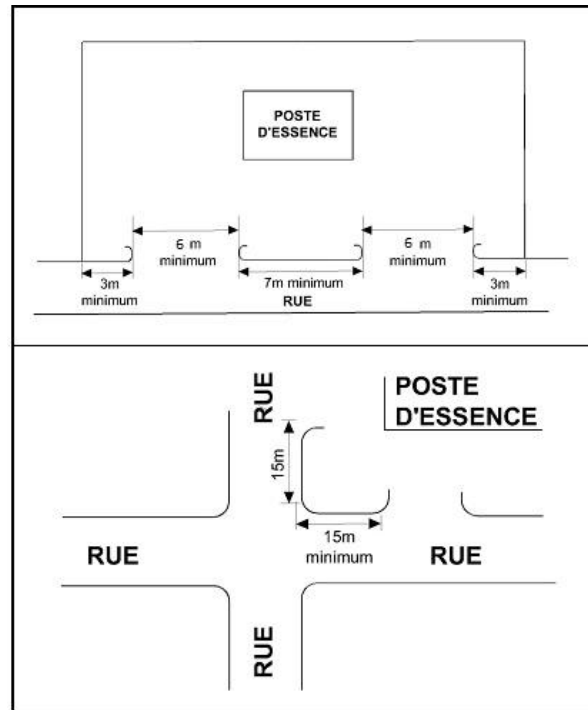 POSTE
D'ESSENCE
6 m
minimum
6 m
minimum
3m
minimum
7m minimum
3m
minimum
RUE
RUE
POSTE
D'ESSENCE
15m
15m
minimum
RUE
RUE
RUE